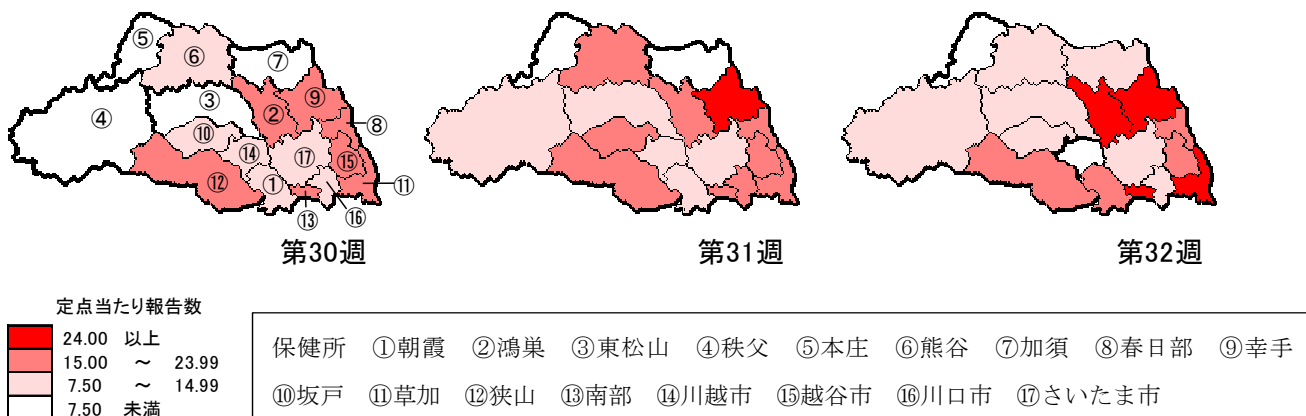 ⑤
⑥
⑦
④
③
②
⑨
⑧
⑩
⑭
⑰
⑮
⑫
①
⑪
⑬
⑯
第30週 第31週 第32週
定点当たり報告数
24.00 以上
15.00 ～ 23.99
7.50 ～ 14.99
7.50 未満
保健所 ①朝霞 ②鴻巣 ③東松山 ④秩父 ⑤本庄 ⑥熊谷 ⑦加須 ⑧春日部 ⑨幸手
⑩坂戸 ⑪草加 ⑫狭山 ⑬南部 ⑭川越市 ⑮越谷市 ⑯川口市 ⑰さいたま市